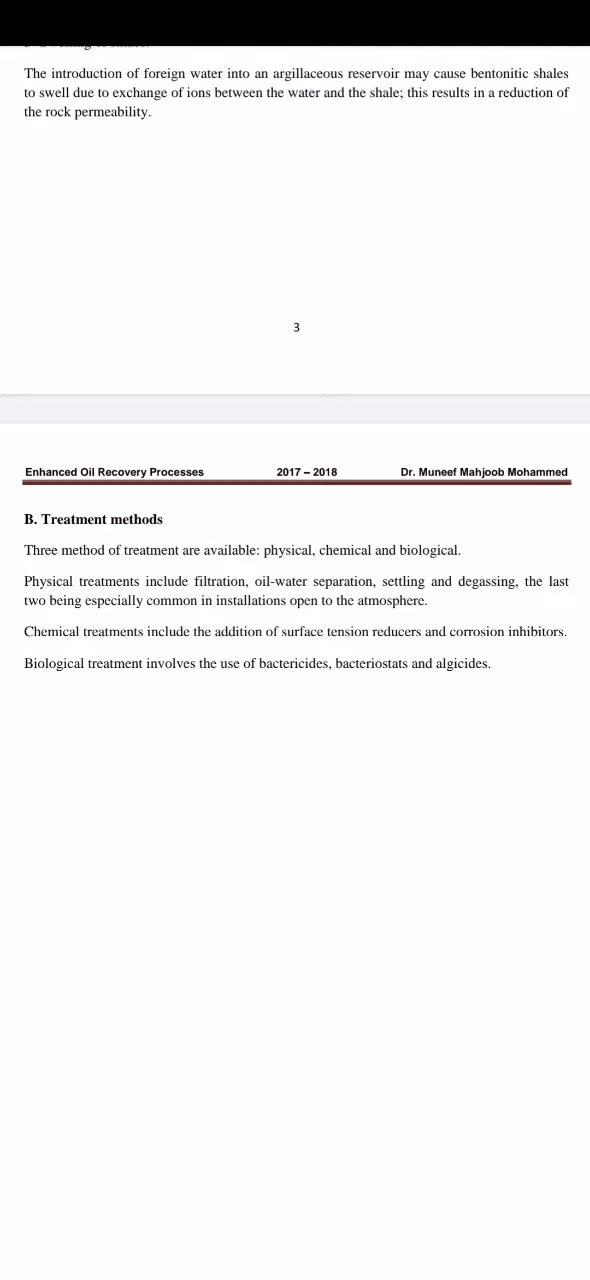 The introduction of foreign water into an argillaceous reservoir may cause bentonitic shales
to swell due to exchange of ions between the water and the shale; this results in a reduction of
the rock permeability.
3
Enhanced Oil Recovery Processes 2017 – 2018 Dr. Muneef Mahjoob Mohammed
B. Treatment methods
Three method of treatment are available: physical, chemical and biological.
Physical treatments include filtration, oil-water separation, settling and degassing, the last
two being especially common in installations open to the atmosphere.
Chemical treatments include the addition of surface tension reducers and corrosion inhibitors.
Biological treatment involves the use of bactericides, bacteriostats and algicides.